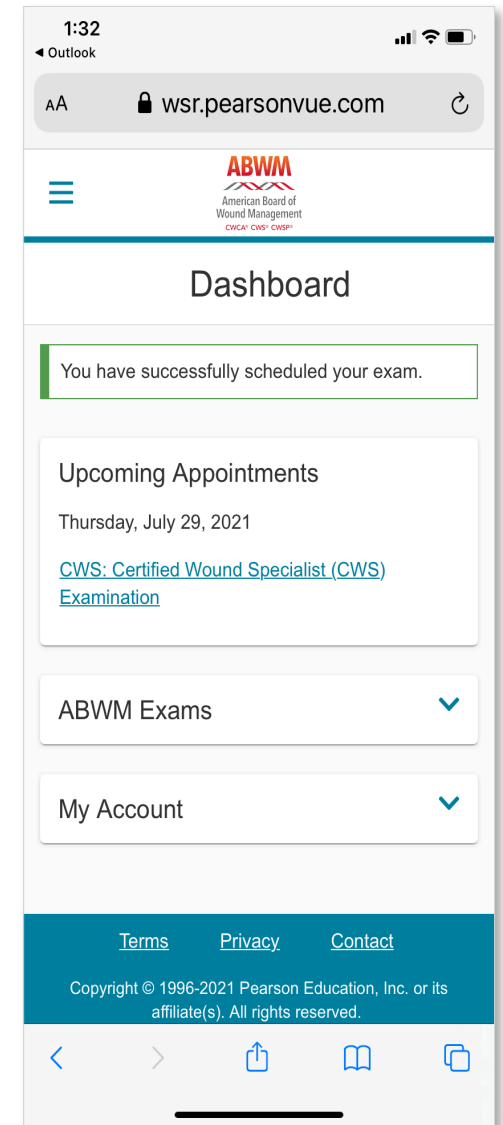 1:32
◀ Outlook
AA wsr.pearsonvue.com
ABWM
American Board of
Wound Management
CWCA® CWS® CWSP®
Dashboard
You have successfully scheduled your exam.
Upcoming Appointments
Thursday, July 29, 2021
CWS: Certified Wound Specialist (CWS)
Examination
ABWM Exams
My Account
Terms Privacy Contact
Copyright © 1996-2021 Pearson Education, Inc. or its
affiliate(s). All rights reserved.